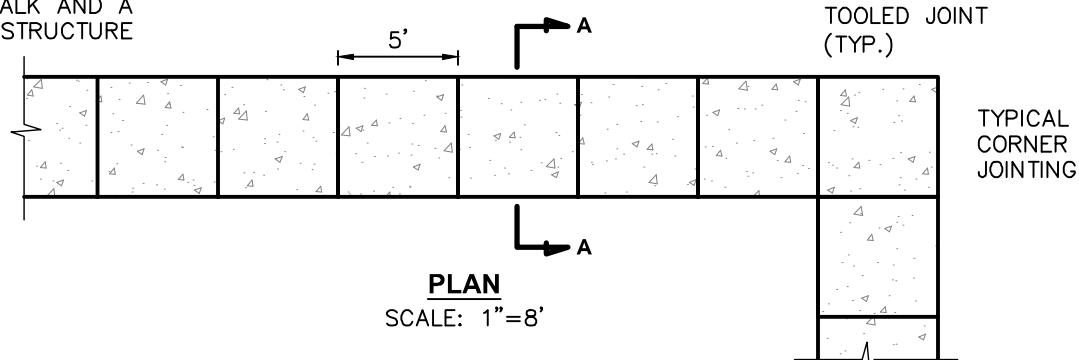 ALK AND A
STRUCTURE
5'
A
TOOLED JOINT
(TYP.)
TYPICAL
CORNER
JOINTING
A
PLAN
SCALE: 1"=8'